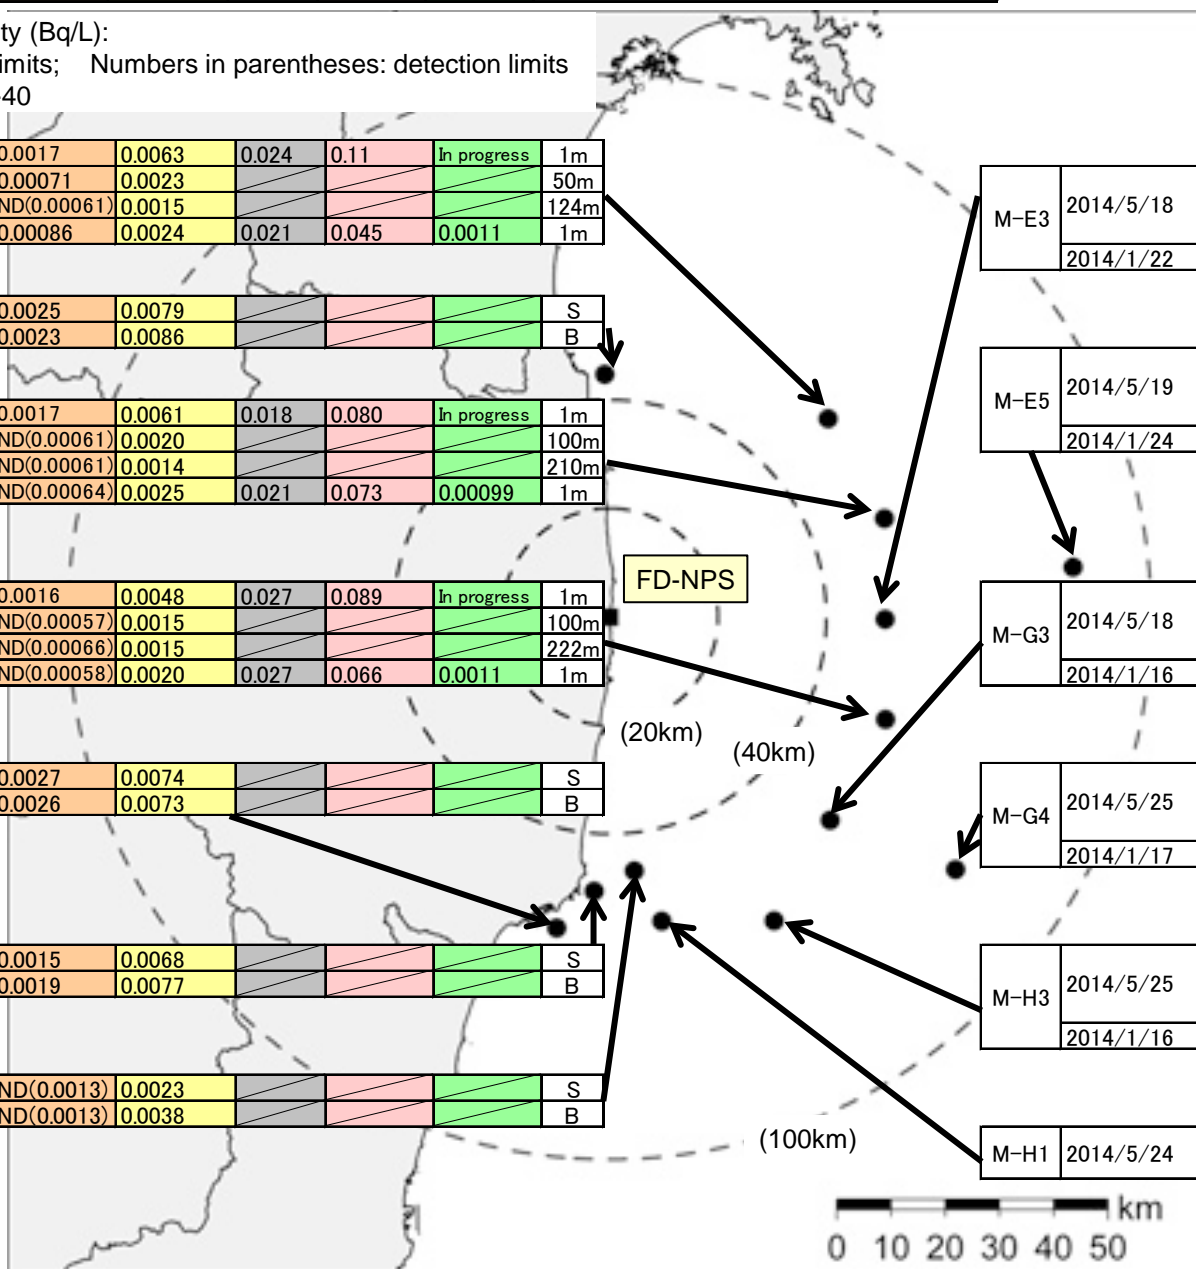 ty (Bq/L):
imits; Numbers in parentheses: detection limits
-40
0.0017 0.0063 0.024 0.11 In progress 1m
0.00071 0.0023 50m
ND(0.00061) 0.0015 124m
0.00086 0.0024 0.021 0.045 0.0011 1m
0.0025 0.0079 S
0.0023 0.0086 B
0.0017 0.0061 0.018 0.080 In progress 1m
ND(0.00061) 0.0020 100m
ND(0.00061) 0.0014 210m
ND(0.00064) 0.0025 0.021 0.073 0.00099 1m
0.0016 0.0048 0.027 0.089 In progress 1m
ND(0.00057) 0.0015 100m
ND(0.00066) 0.0015 222m
ND(0.00058) 0.0020 0.027 0.066 0.0011 1m
0.0027 0.0074 S
0.0026 0.0073 B
0.0015 0.0068 S
0.0019 0.0077 B
ND(0.0013) 0.0023 S
ND(0.0013) 0.0038 B
FD-NPS
(20km)
(40km)
(100km)
M-E3 2014/5/18
2014/1/22
M-E5 2014/5/19
2014/1/24
M-G3 2014/5/18
2014/1/16
M-G4 2014/5/25
2014/1/17
M-H3 2014/5/25
2014/1/16
M-H1 2014/5/24
km
0 10 20 30 40 50